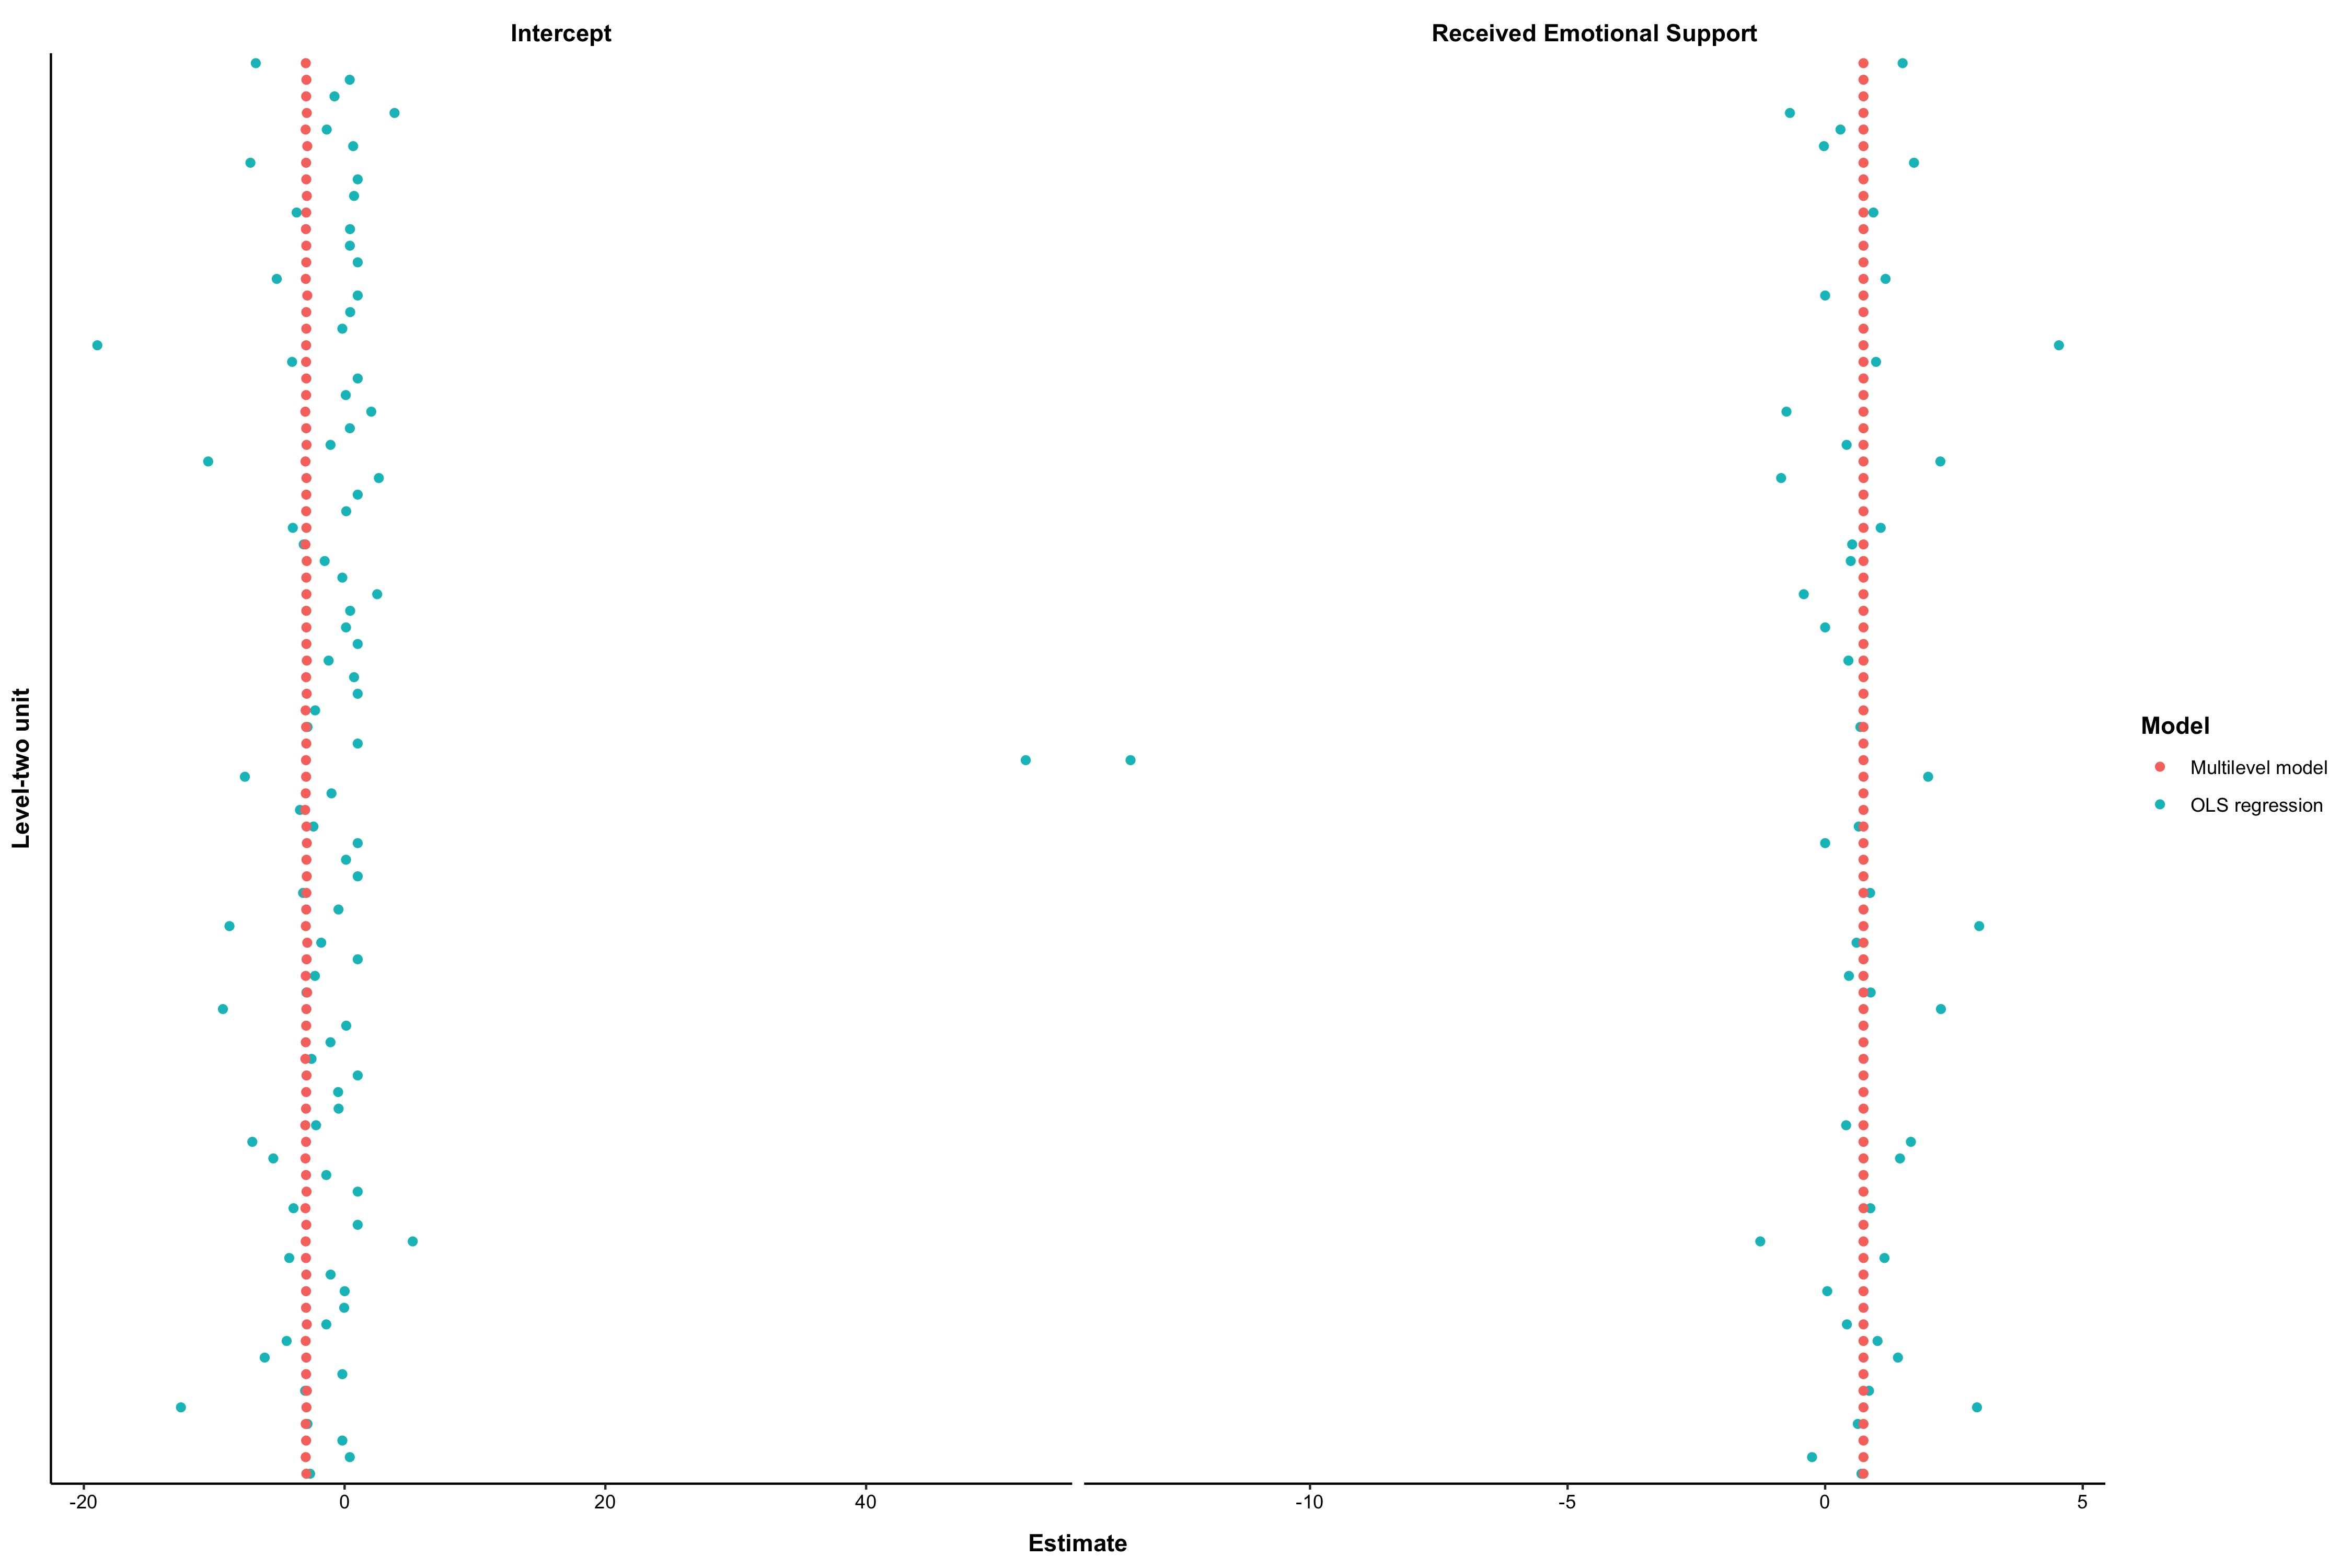 Intercept
Received Emotional Support
Level-two unit
Model
Multilevel model
OLS regression
-20 0 20 40 -10 -5 0 5
Estimate